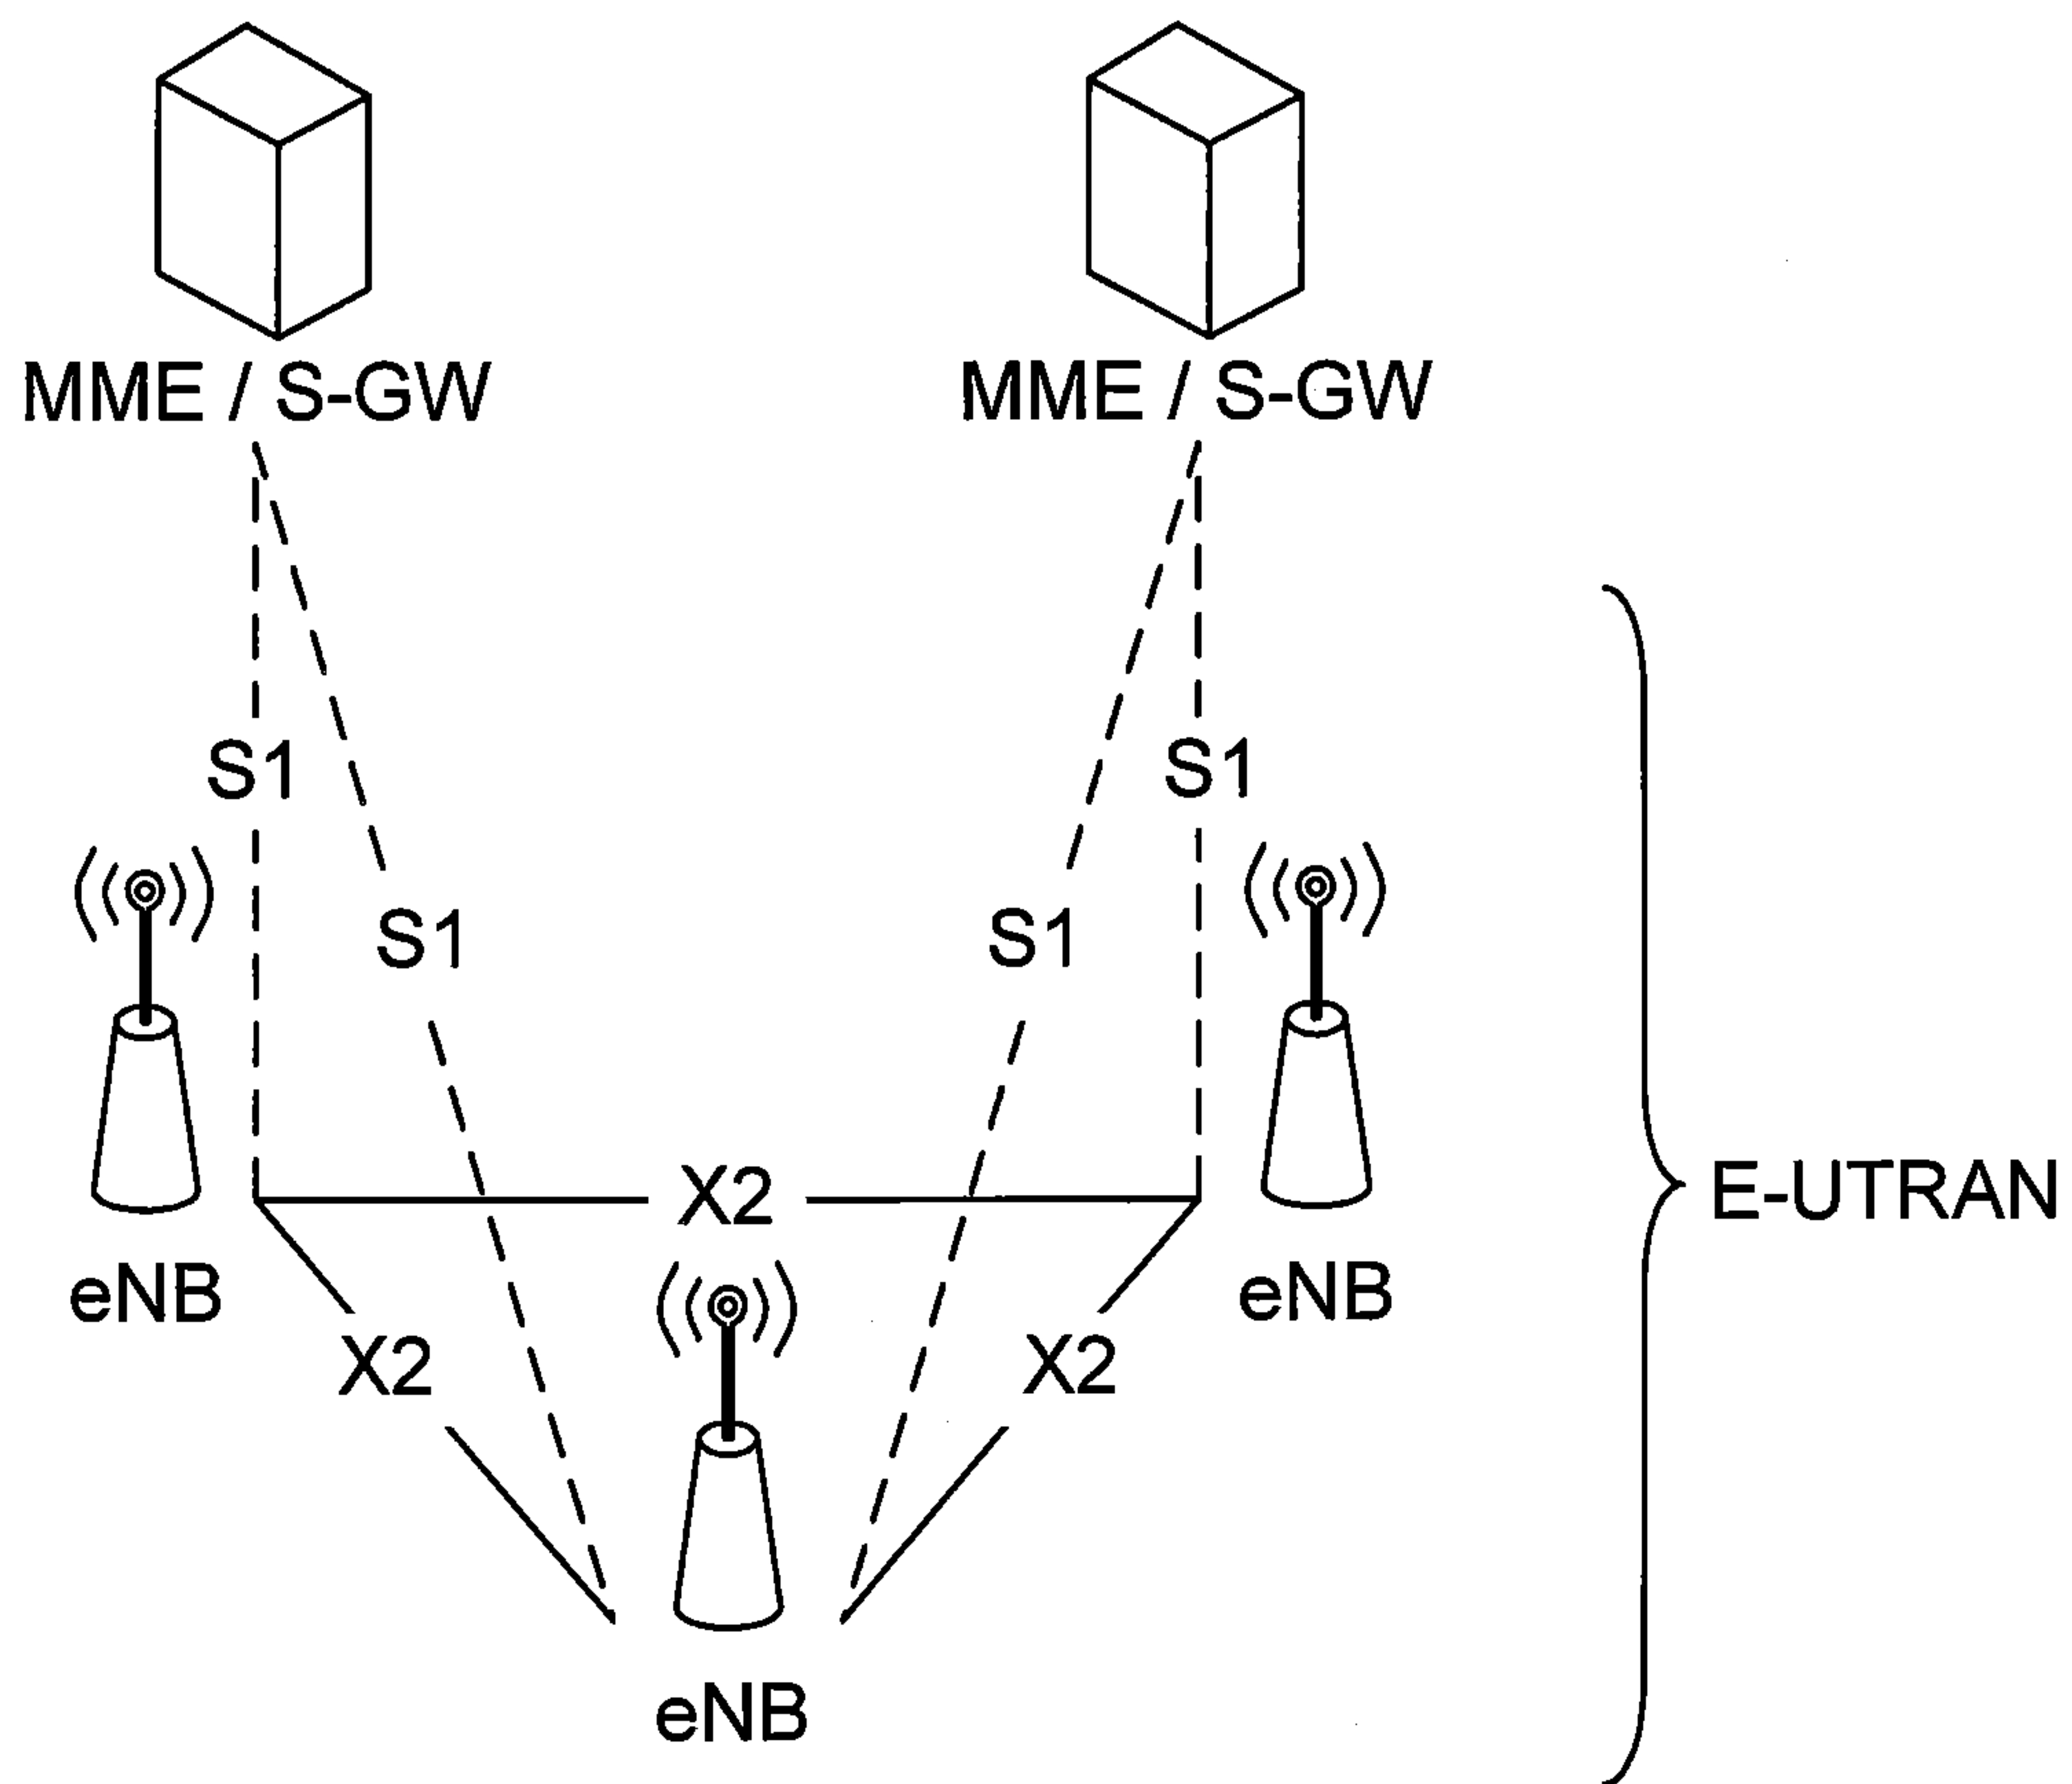 MME / S-GW
MME / S-GW
S1
S1
S1
S1
X2
E-UTRAN
eNB
eNB
X2
X2
eNB